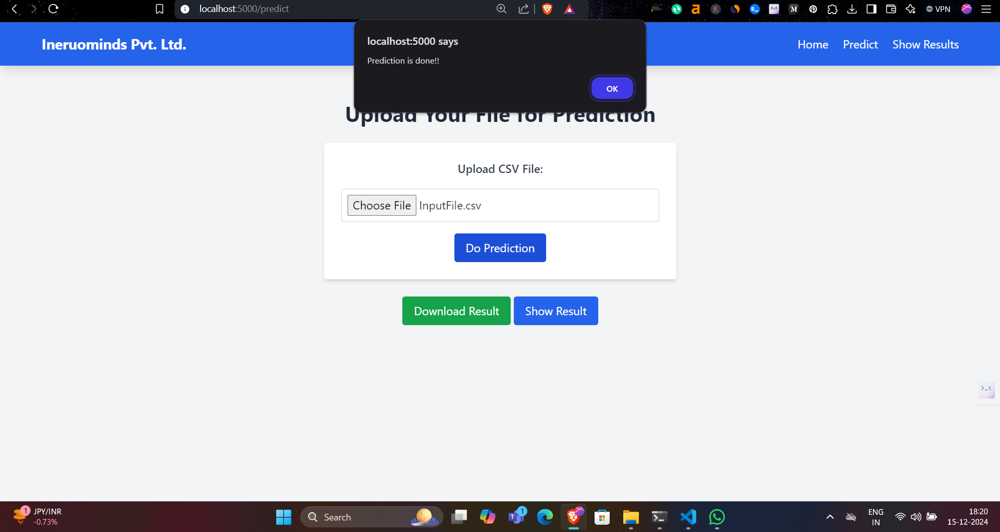 localhost:5000/predict
VPN
Ineruominds Pvt. Ltd.
Home
Predict
Show Results
localhost:5000 says
Prediction is done!!
OK
Upload Your File for Prediction
Upload CSV File:
Choose File InputFile.csv
Do Prediction
Download Result
Show Result
1
JPY/INR
-0.73%
Search
1
ENG
IN
18:20
15-12-2024